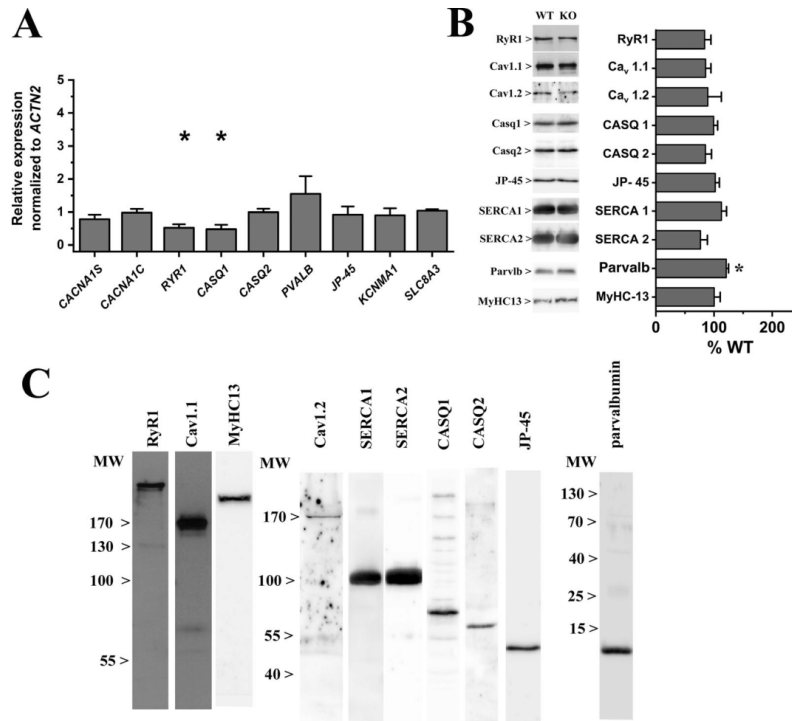 A
Relative expression
normalized to ACTN2
5
4
3
2
1
0
* *
CACNA1S
CACNA1C
RYR1
CASQ1
CASQ2
PVALB
JP-45
KCNMA1
SLC8A3
B
WT KO
RyR1 >
Cav1.1 >
Cav1.2 >
Casq1 >
Casq2 >
JP-45 >
SERCA1 >
SERCA2 >
Parvlb >
MyHC13 >
RyR1
Cav 1.1
Cav 1.2
CASQ 1
CASQ 2
JP- 45
SERCA 1
SERCA 2
Parvalb *
MyHC-13
0 100 200
% WT
C
MW
RyR1
Cav1.1
MyHC13
170 >
130 >
100 >
55 >
MW
Cav1.2
SERCA1
SERCA2
CASQ1
CASQ2
JP-45
170 >
100 >
55 >
40 >
MW
parvalbumin
130 >
70 >
40 >
25 >
15 >